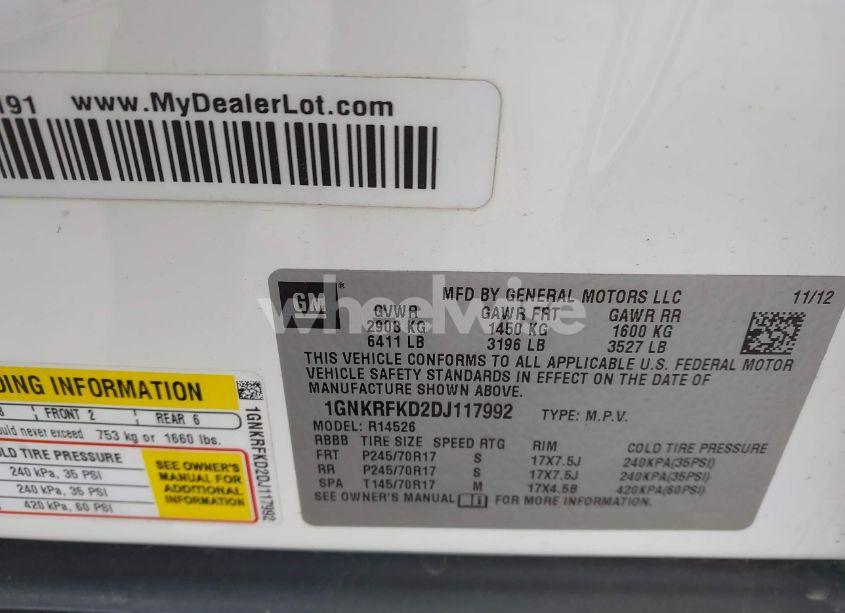 191 www.MyDealerLot.com
GM ®
MFD BY GENERAL MOTORS LLC 11/12
GVWR GAWR FRT GAWR RR
2908 KG 1450 KG 1600 KG
6411 LB 3196 LB 3527 LB
THIS VEHICLE CONFORMS TO ALL APPLICABLE U.S. FEDERAL MOTOR
VEHICLE SAFETY STANDARDS IN EFFECT ON THE DATE OF
MANUFACTURE SHOWN ABOVE.
1GNKRFKD2DJ117992 TYPE: M.P.V.
MODEL: R14526
RBBB TIRE SIZE SPEED RTG RIM COLD TIRE PRESSURE
FRT P245/70R17 S 17X7.5J 240KPA(35PSI)
RR P245/70R17 S 17X7.5J 240KPA(35PSI)
SPA T145/70R17 M 17X4.5B 420KPA(60PSI)
SEE OWNER'S MANUAL FOR MORE INFORMATION.
DING INFORMATION
8 FRONT 2 REAR 6
ould never exceed 753 kg or 1660 lbs.
COLD TIRE PRESSURE
240 kPa, 35 PSI
240 kPa, 35 PSI
420 kPa, 60 PSI
SEE OWNER'S
MANUAL FOR
ADDITIONAL
INFORMATION
1GNKRFKD2DJ117992
wheelwire